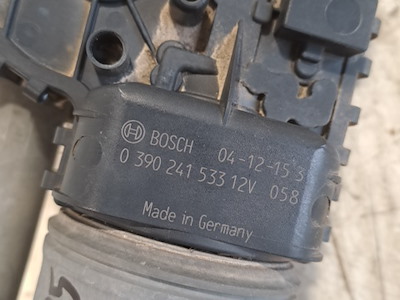 BOSCH 04-12-15 3
0 390 241 533 12V 058
Made in Germany